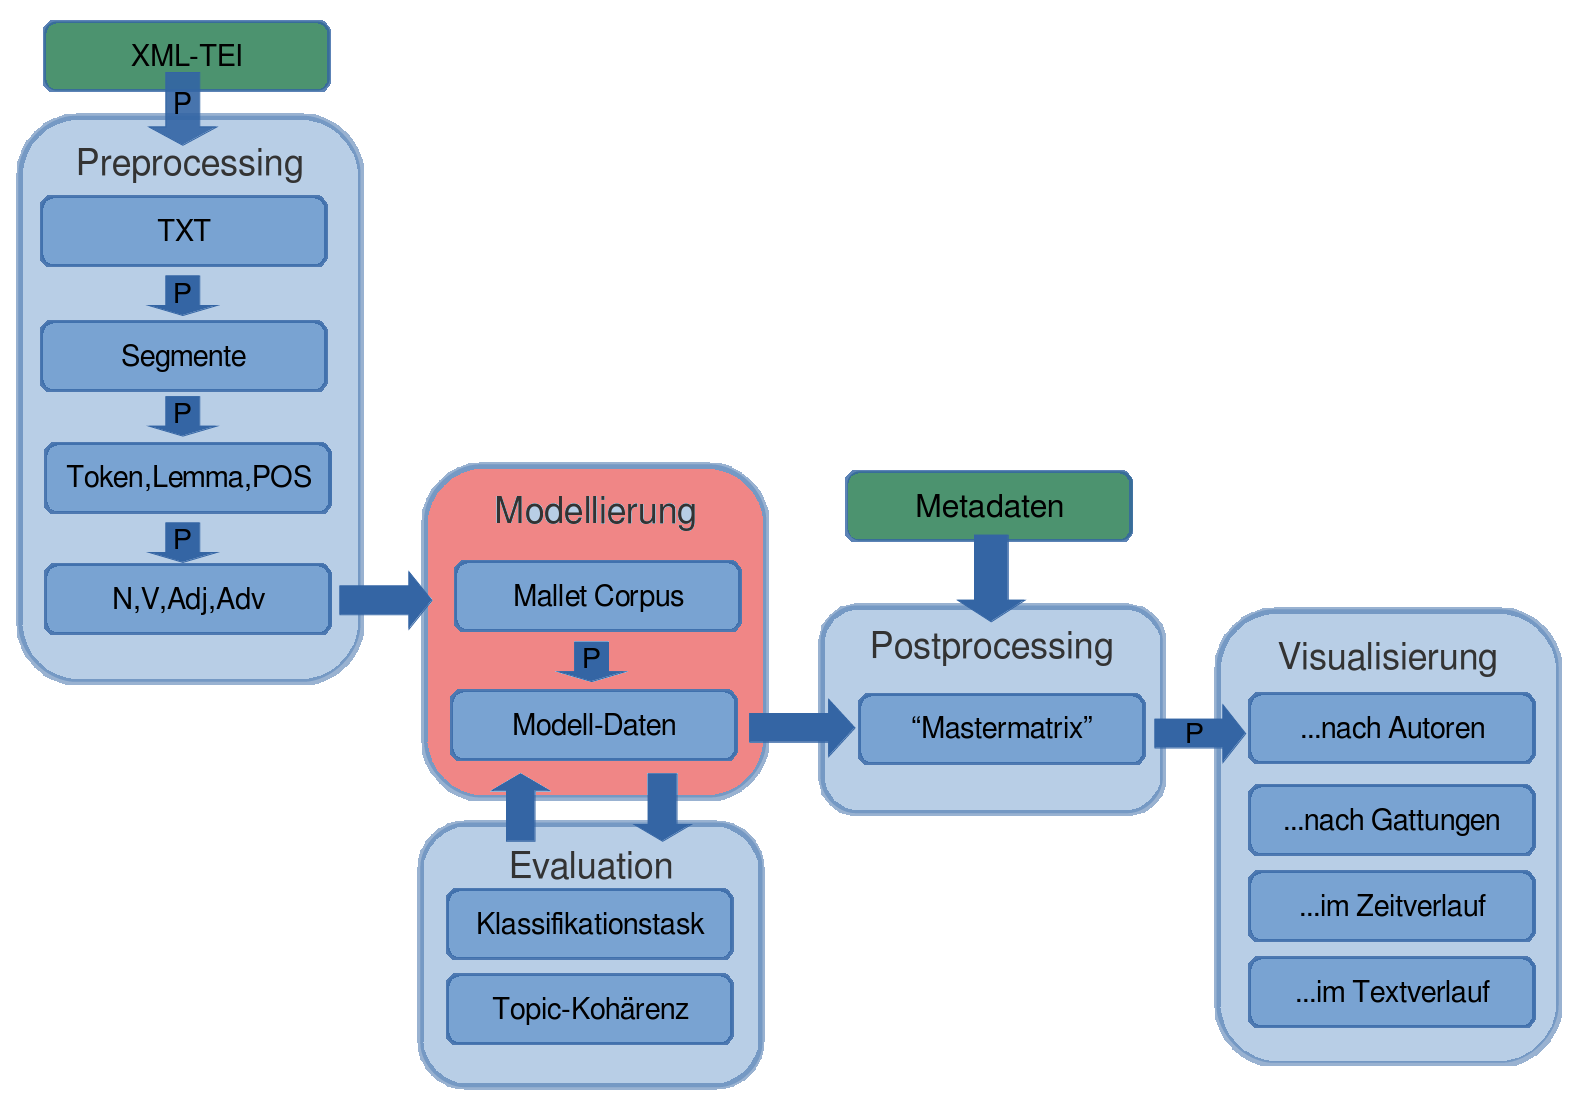 XML-TEI
P
Preprocessing
TXT
P
Segmente
P
Token,Lemma,POS
P
N,V,Adj,Adv
Modellierung
Mallet Corpus
P
Modell-Daten
Evaluation
Klassifikationstask
Topic-Kohärenz
Metadaten
Postprocessing
“Mastermatrix”
P
Visualisierung
...nach Autoren
...nach Gattungen
...im Zeitverlauf
...im Textverlauf